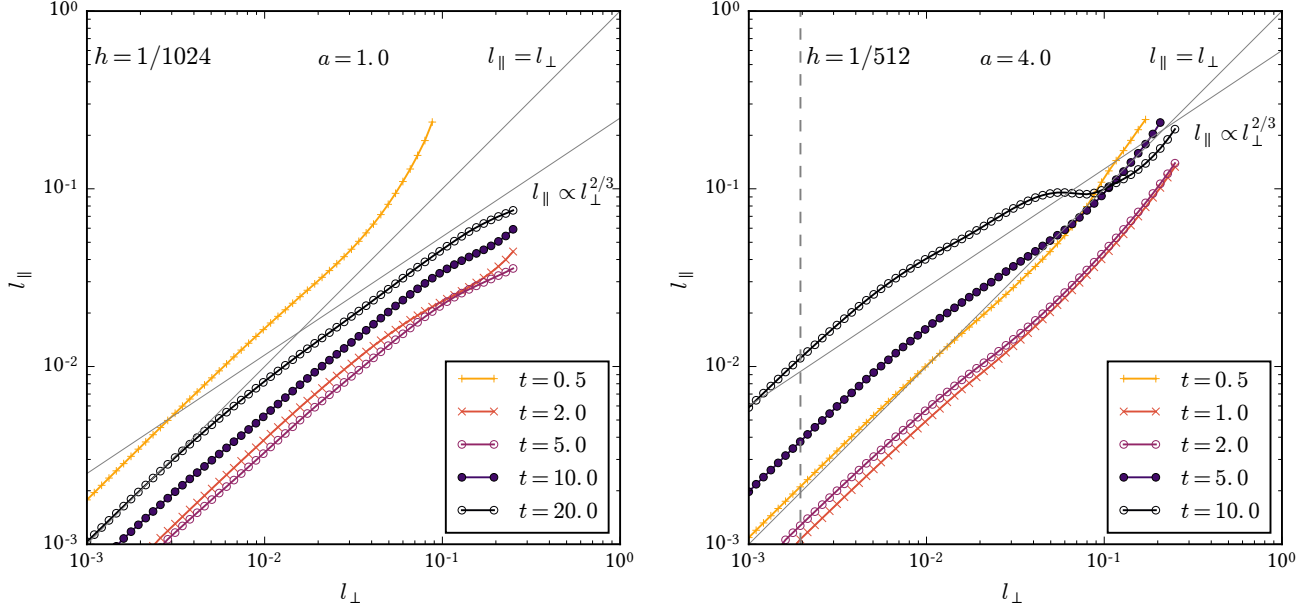 h = 1/1024
a = 1.0
l∥ = l⊥
l∥ ∝ l⊥^{2/3}
10^0
10^{-1}
10^{-2}
10^{-3}
l∥
t = 0.5
t = 2.0
t = 5.0
t = 10.0
t = 20.0
10^{-3}
10^{-2}
10^{-1}
10^0
l⊥
h = 1/512
a = 4.0
l∥ = l⊥
l∥ ∝ l⊥^{2/3}
10^0
10^{-1}
10^{-2}
10^{-3}
l∥
t = 0.5
t = 1.0
t = 2.0
t = 5.0
t = 10.0
10^{-3}
10^{-2}
10^{-1}
10^0
l⊥